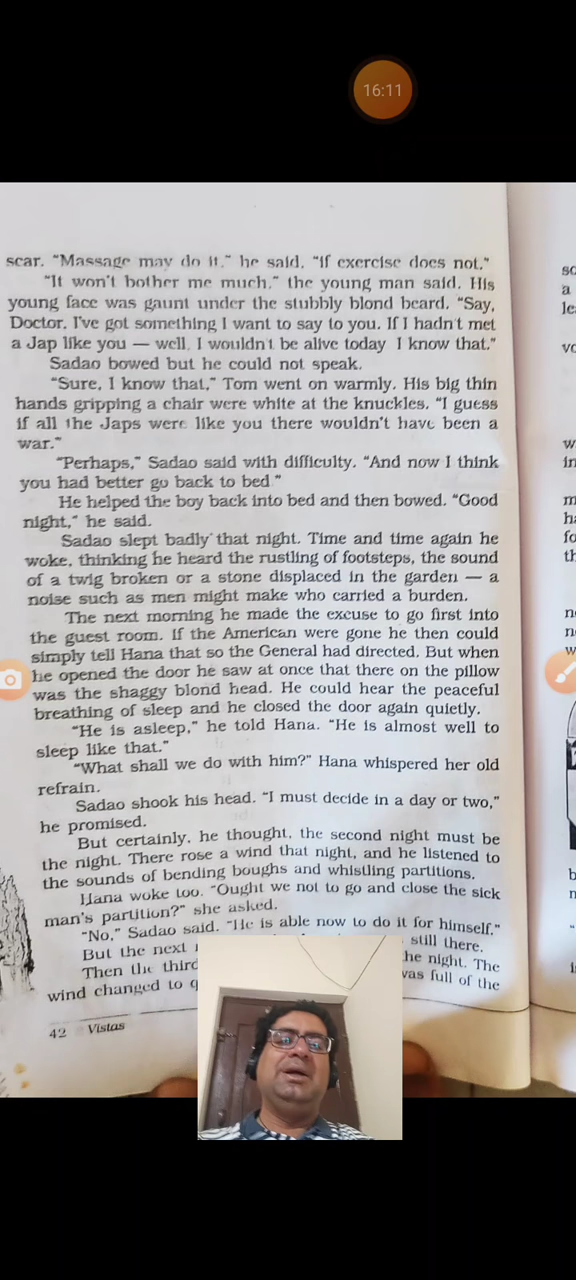 16:11
scar. “Massage may do it,” he said, “if exercise does not.”
“It won't bother me much,” the young man said. His
young face was gaunt under the stubbly blond beard. “Say,
Doctor, I've got something I want to say to you. If I hadn't met
a Jap like you — well, I wouldn't be alive today. I know that.”
Sadao bowed but he could not speak.
“Sure, I know that,” Tom went on warmly. His big thin
hands gripping a chair were white at the knuckles. “I guess
if all the Japs were like you there wouldn't have been a
war.”
“Perhaps,” Sadao said with difficulty. “And now I think
you had better go back to bed.”
He helped the boy back into bed and then bowed. “Good
night,” he said.
Sadao slept badly that night. Time and time again he
woke, thinking he heard the rustling of footsteps, the sound
of a twig broken or a stone displaced in the garden — a
noise such as men might make who carried a burden.
The next morning he made the excuse to go first into
the guest room. If the American were gone he then could
simply tell Hana that so the General had directed. But when
he opened the door he saw at once that there on the pillow
was the shaggy blond head. He could hear the peaceful
breathing of sleep and he closed the door again quietly.
“He is asleep,” he told Hana. “He is almost well to
sleep like that.”
“What shall we do with him?” Hana whispered her old
refrain.
Sadao shook his head. “I must decide in a day or two,”
he promised.
But certainly, he thought, the second night must be
the night. There rose a wind that night, and he listened to
the sounds of bending boughs and whistling partitions.
Hana woke too. “Ought we not to go and close the sick
man's partition?” she asked.
“No,” Sadao said. “He is able now to do it for himself.”
But the next still there.
Then the third he night. The
wind changed to was full of the
42 Vistas